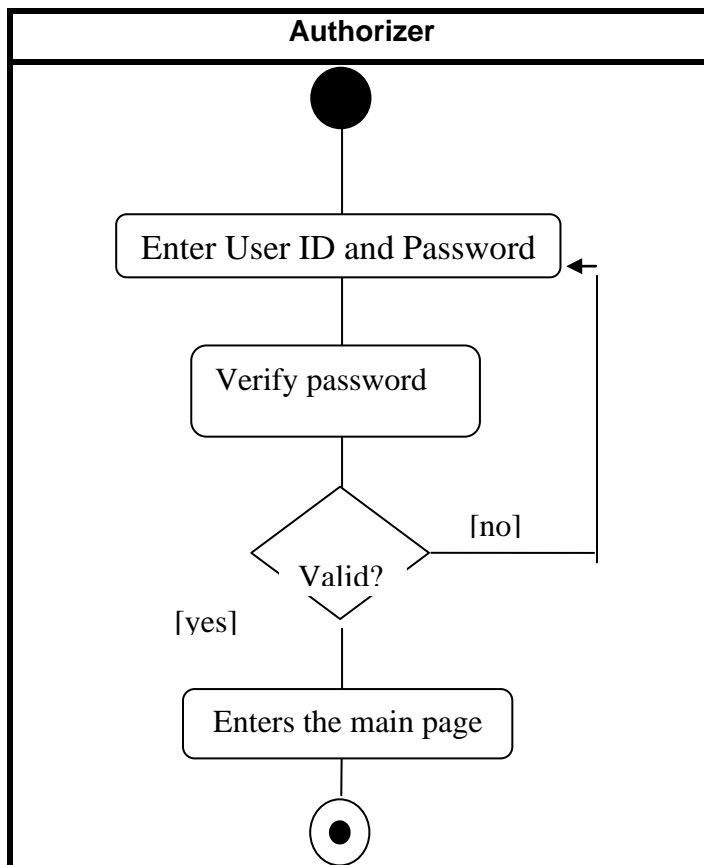 Authorizer
Enter User ID and Password
Verify password
[no]
Valid?
[yes]
Enters the main page